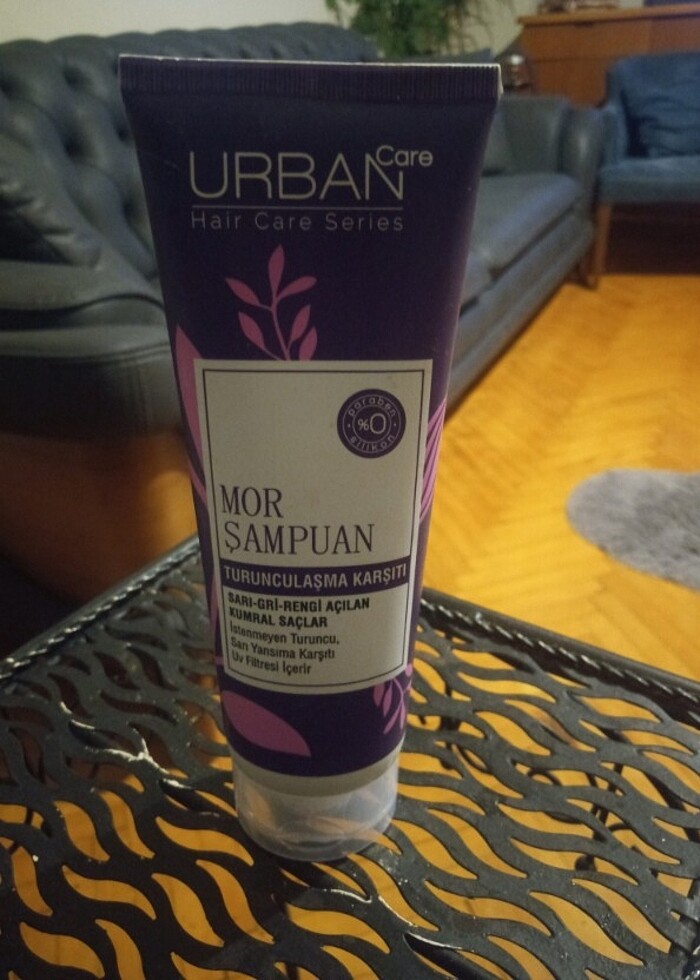 URBAN Care
Hair Care Series
paraben
%0
silikon
MOR
ŞAMPUAN
TURUNCULAŞMA KARŞITI
SARI-GRİ-RENGİ AÇILAN
KUMRAL SAÇLAR
İstenmeyen Turuncu,
Sarı Yansıma Karşıtı
Uv Filtresi İçerir